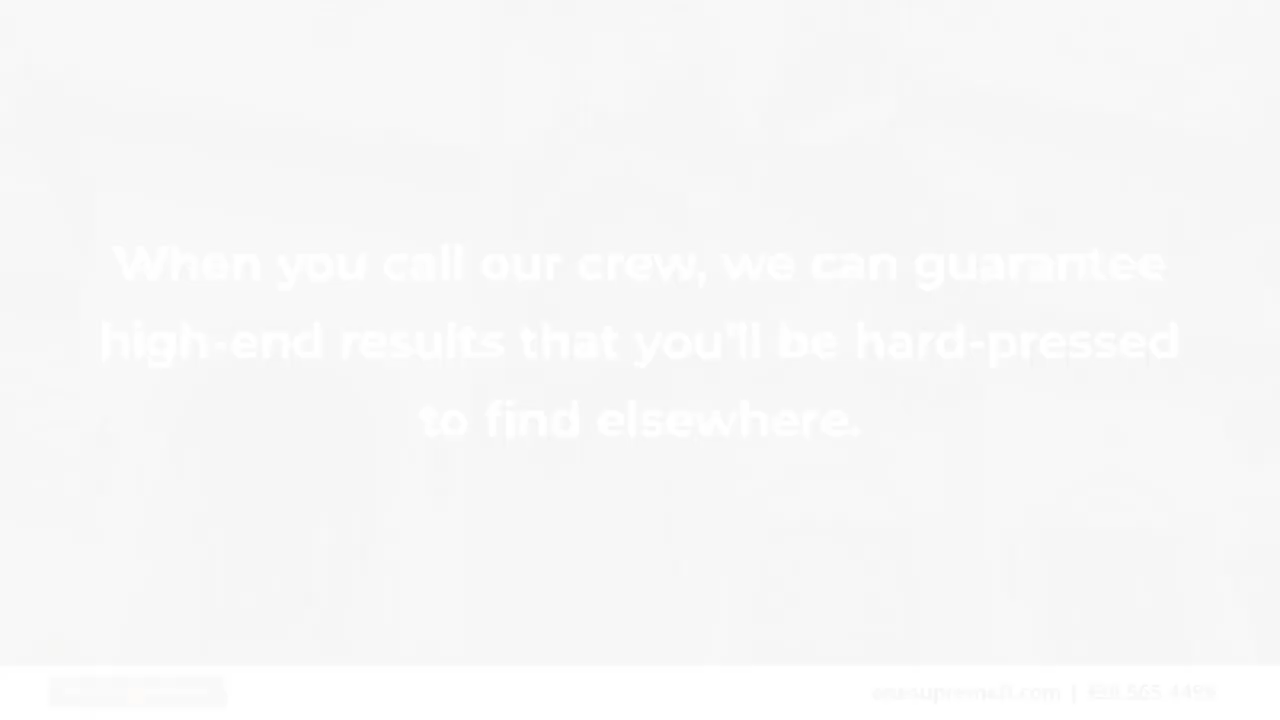 When you call our crew, we can guarantee
high-end results that you'll be hard-pressed
to find elsewhere.